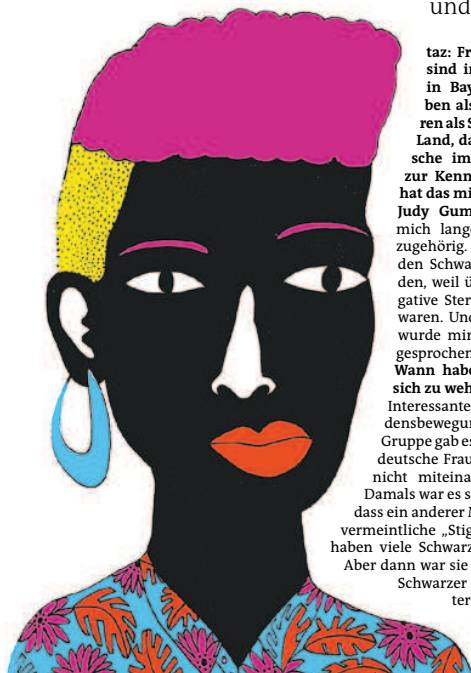 und
taz: Fr
sind in
in Bay
ben als
ren als S
Land, da
sche im
zur Kenn
hat das mi
Judy Gum
mich lange
zugehörig.
den Schwa
den, weil ü
gative Ster
waren. Und
wurde mir
gesprochen
Wann habe
sich zu weh
Interessante
densbewegun
Gruppe gab es
deutsche Frau
nicht miteina
Damals war es s
dass ein anderer M
vermeintliche „Stig
haben viele Schwarz
Aber dann war sie
Schwarzer
ter